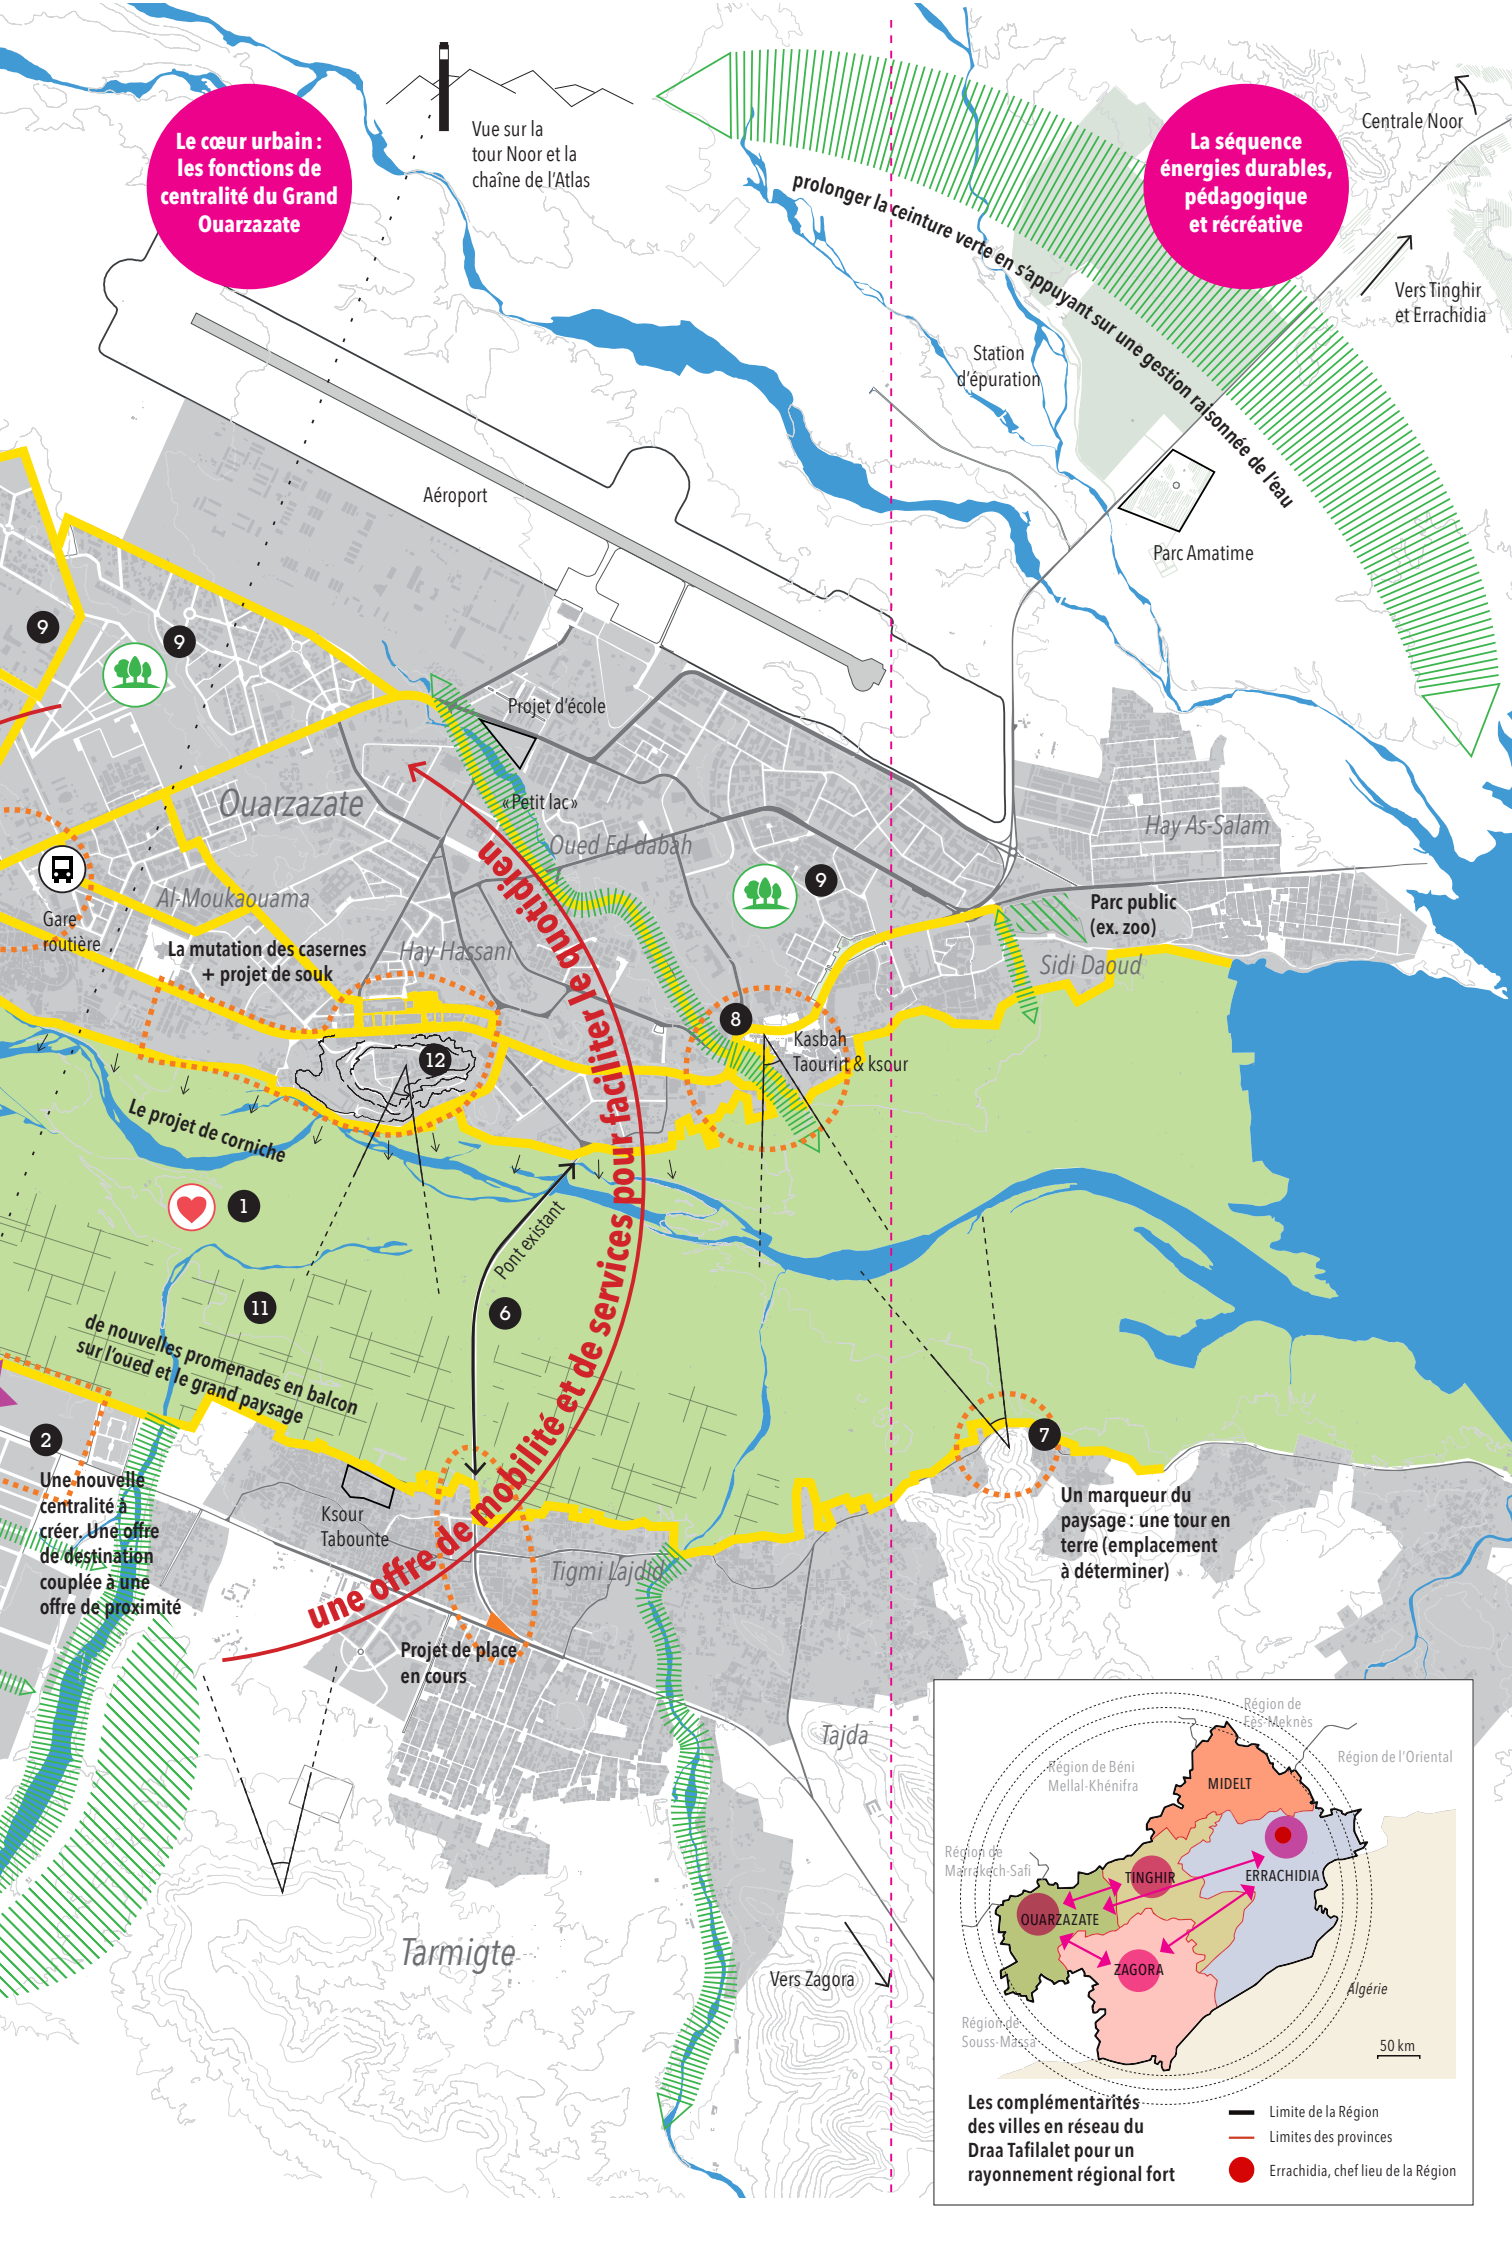 Le cœur urbain :
les fonctions de
centralité du Grand
Ouarzazate
Vue sur la
tour Noor et la
chaîne de l'Atlas
La séquence
énergies durables,
pédagogique
et récréative
Centrale Noor
Vers Tinghir
et Errachidia
prolonger la ceinture verte en s'appuyant sur une gestion raisonnée de l'eau
Station
d'épuration
Aéroport
Parc Amatime
9
9
Projet d'école
Ouarzazate
«Petit lac»
Oued Ed-dabah
Hay As-Salam
9
Al-Moukaouama
Gare
routière
La mutation des casernes
+ projet de souk
Hay Hassani
Parc public
(ex. zoo)
Sidi Daoud
8
Kasbah
Taourirt & ksour
12
Le projet de corniche
1
Pont existant
6
11
une offre de mobilité et de services pour faciliter le quotidien
de nouvelles promenades en balcon
sur l'oued et le grand paysage
2
Une nouvelle
centralité à
créer. Une offre
de destination
couplée à une
offre de proximité
Ksour
Tabounte
7
Un marqueur du
paysage : une tour en
terre (emplacement
à déterminer)
Tigmi Lajdid
Projet de place
en cours
Tajda
Tarmigte
Vers Zagora
Région de
Fès-Meknès
Région de l'Oriental
Région de Béni
Mellal-Khénifra
MIDELT
Région de
Marrakech-Safi
TINGHIR
ERRACHIDIA
OUARZAZATE
ZAGORA
Algérie
Région de
Souss-Massa
50 km
Les complémentarités
des villes en réseau du
Draa Tafilalet pour un
rayonnement régional fort
Limite de la Région
Limites des provinces
Errachidia, chef lieu de la Région